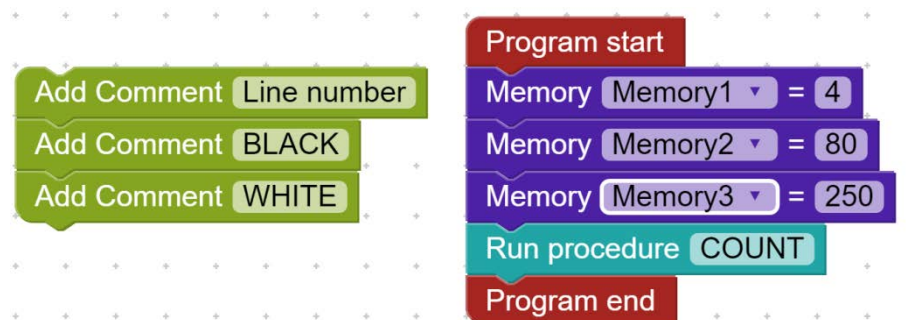 Add Comment Line number
Add Comment BLACK
Add Comment WHITE
Program start
Memory Memory1 = 4
Memory Memory2 = 80
Memory Memory3 = 250
Run procedure COUNT
Program end